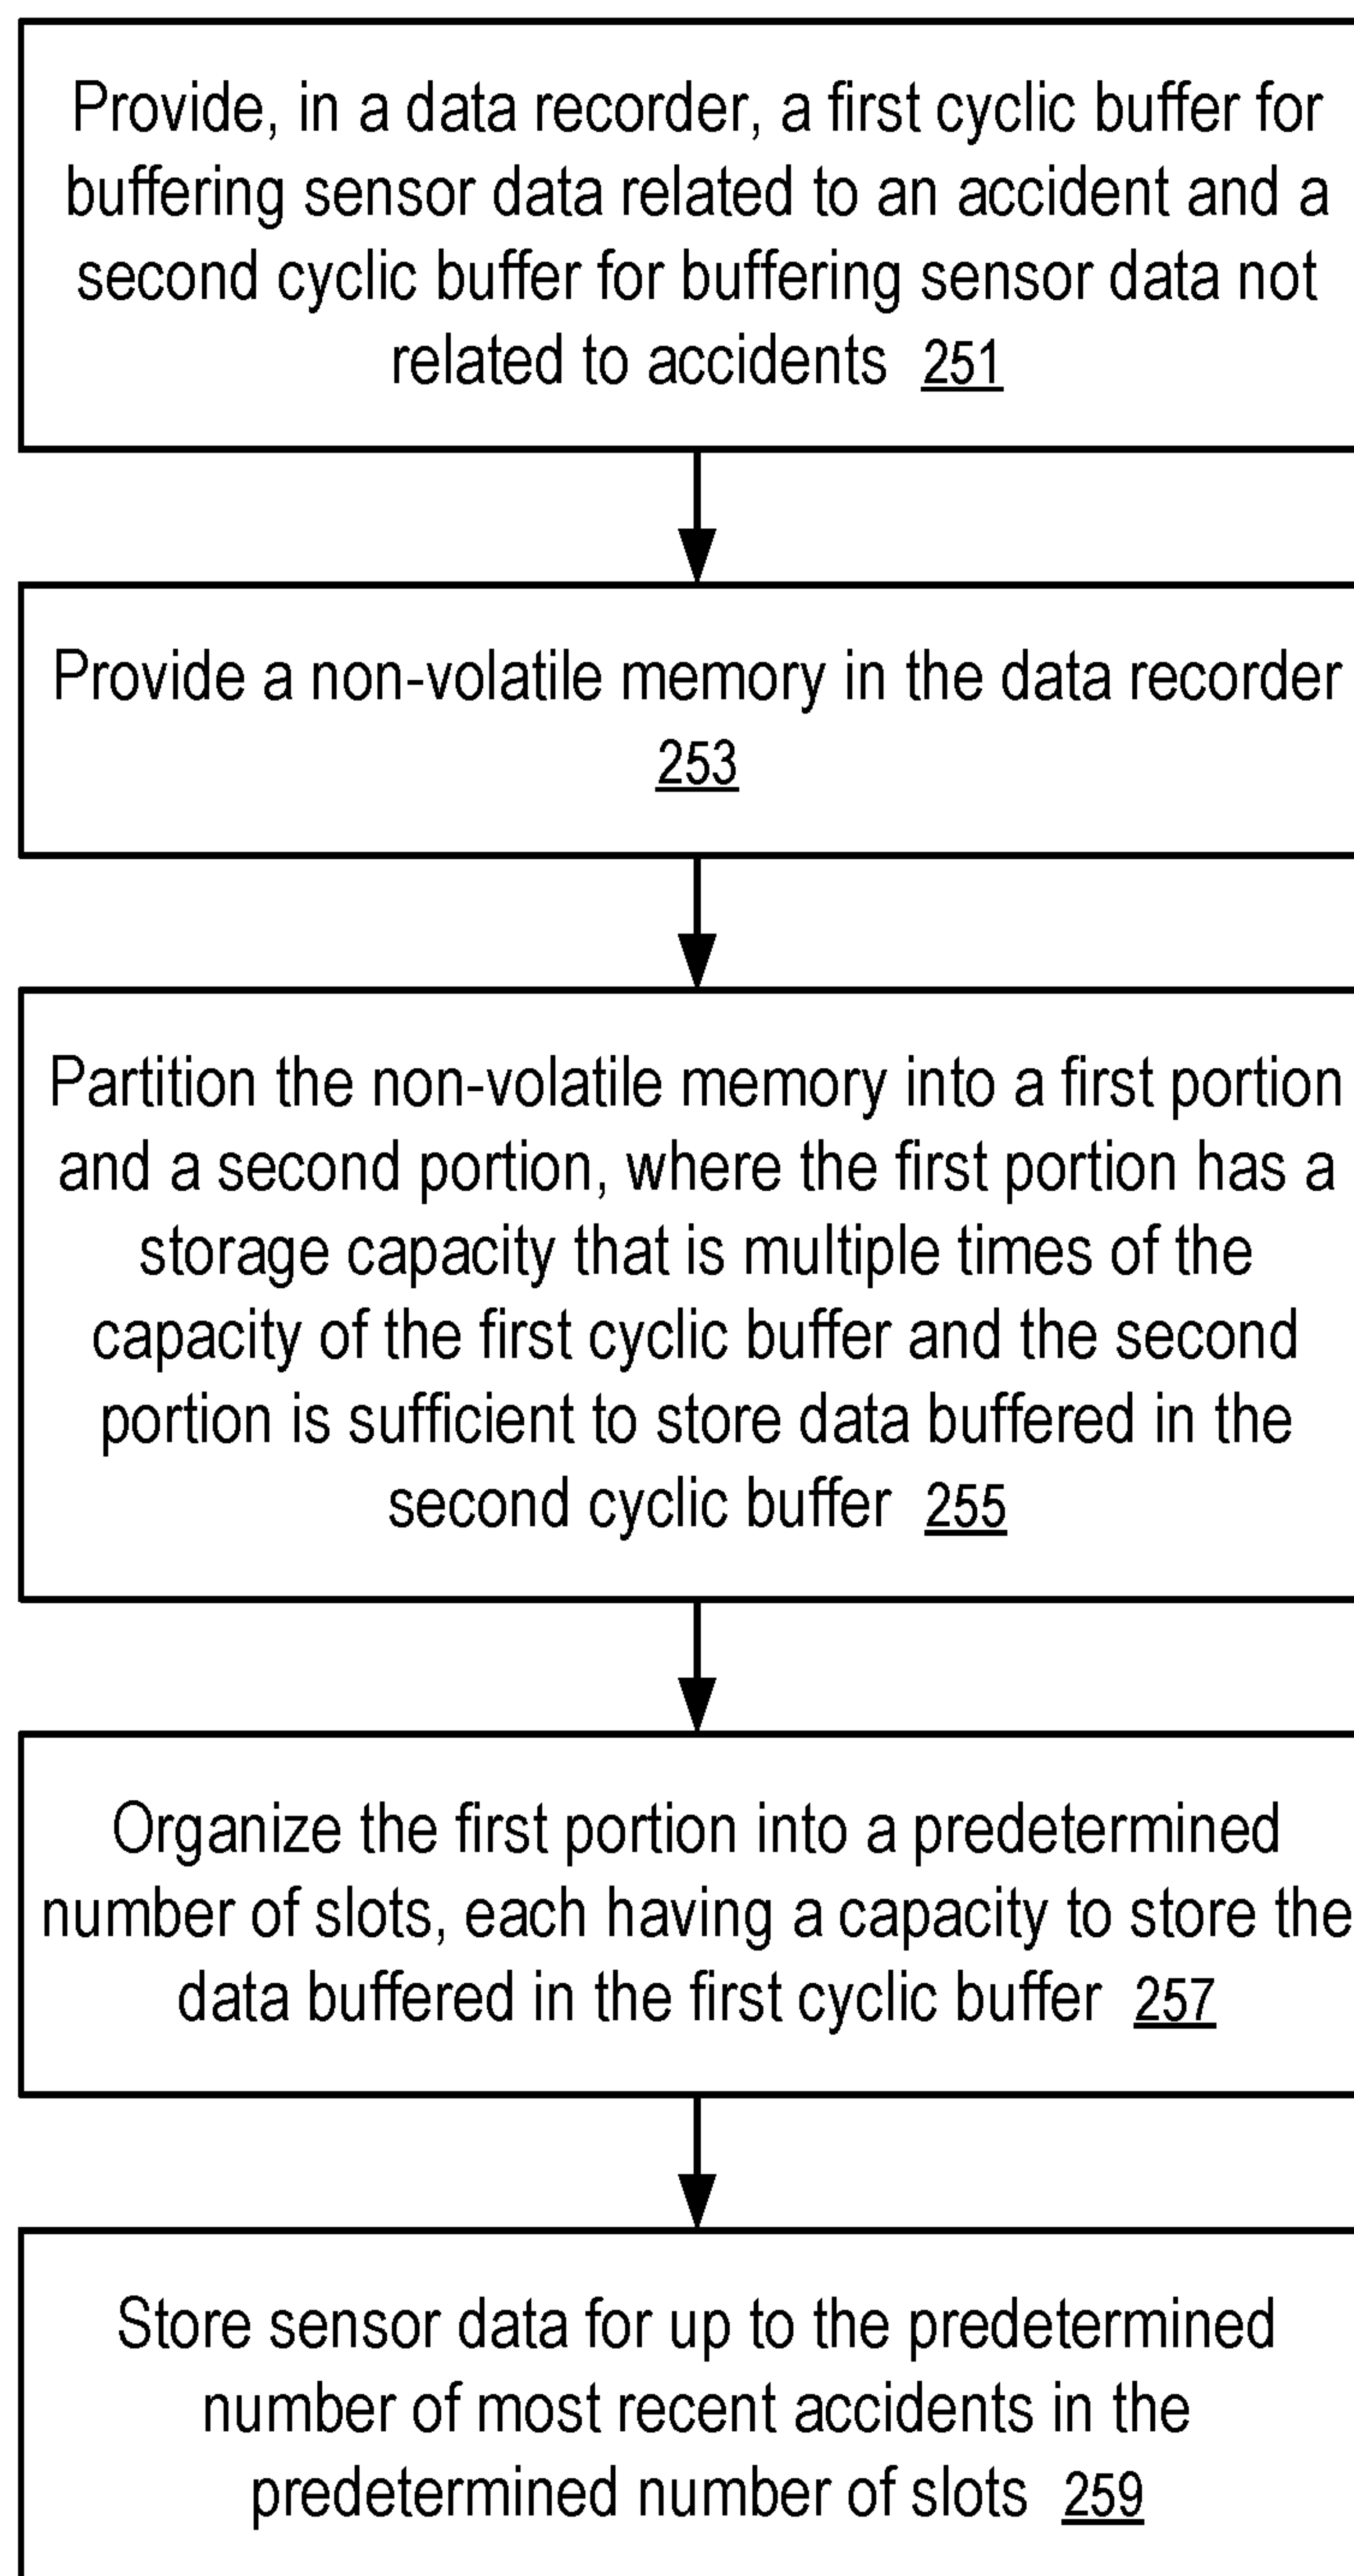 Provide, in a data recorder, a first cyclic buffer for
buffering sensor data related to an accident and a
second cyclic buffer for buffering sensor data not
related to accidents 251
Provide a non-volatile memory in the data recorder
253
Partition the non-volatile memory into a first portion
and a second portion, where the first portion has a
storage capacity that is multiple times of the
capacity of the first cyclic buffer and the second
portion is sufficient to store data buffered in the
second cyclic buffer 255
Organize the first portion into a predetermined
number of slots, each having a capacity to store the
data buffered in the first cyclic buffer 257
Store sensor data for up to the predetermined
number of most recent accidents in the
predetermined number of slots 259